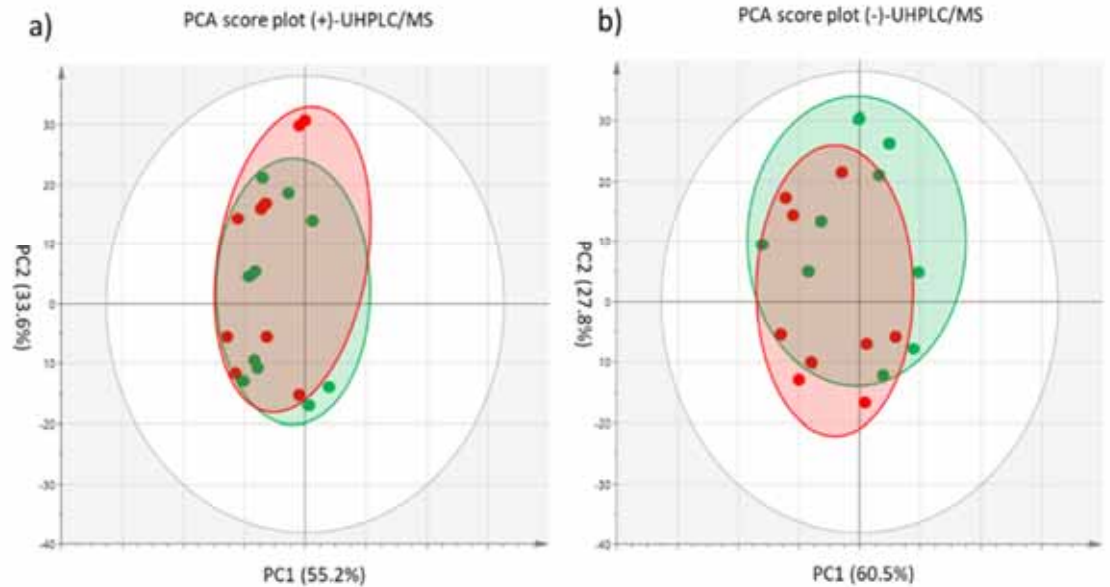 a)
PCA score plot (+)-UHPLC/MS
30
20
10
0
10
-20
-30
-40
PC2 (33.6%)
PC1 (55.2%)
b)
PCA score plot (-)-UHPLC/MS
30
20
10
0
-10
-20
-30
-40
PC2 (27.8%)
PC1 (60.5%)